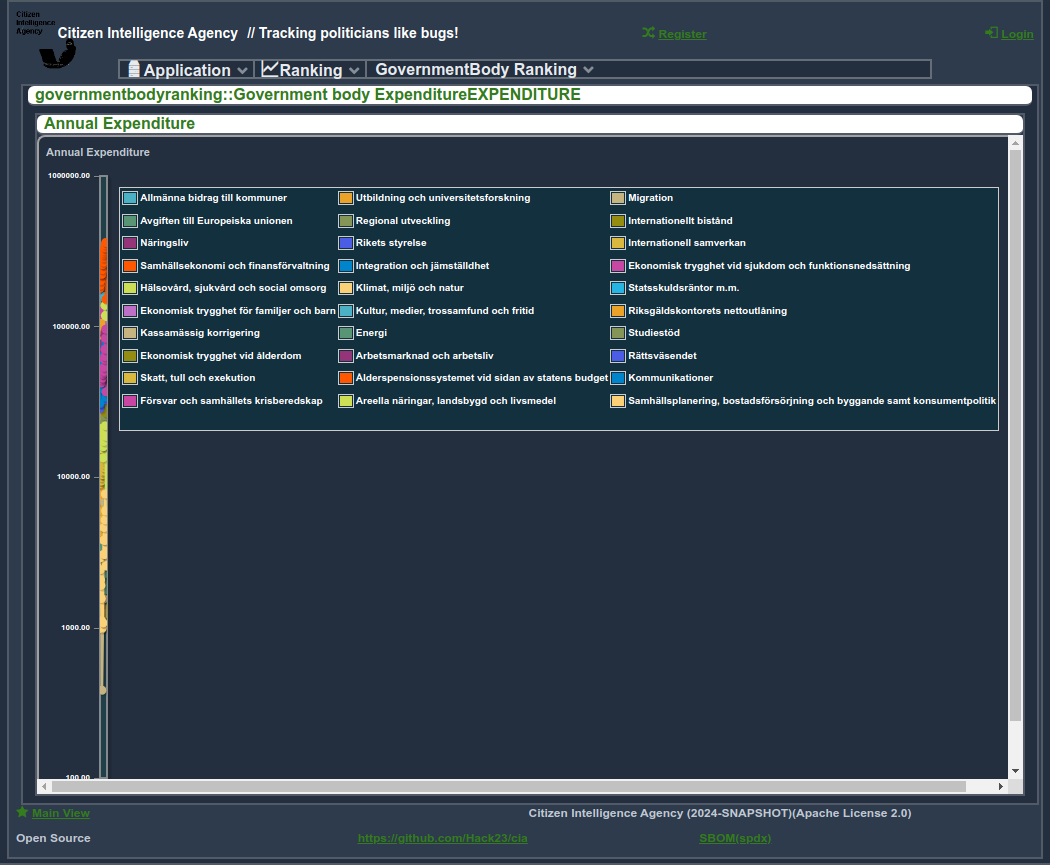 Citizen
Intelligence
Agency
Citizen Intelligence Agency // Tracking politicians like bugs!
Register
Login
Application
Ranking
GovernmentBody Ranking
governmentbodyranking::Government body ExpenditureEXPENDITURE
Annual Expenditure
Annual Expenditure
1000000.00
100000.00
10000.00
1000.00
100.00
Allmänna bidrag till kommuner
Utbildning och universitetsforskning
Migration
Avgiften till Europeiska unionen
Regional utveckling
Internationellt bistånd
Näringsliv
Rikets styrelse
Internationell samverkan
Samhällsekonomi och finansförvaltning
Integration och jämställdhet
Ekonomisk trygghet vid sjukdom och funktionsnedsättning
Hälsovård, sjukvård och social omsorg
Klimat, miljö och natur
Statsskuldsräntor m.m.
Ekonomisk trygghet för familjer och barn
Kultur, medier, trossamfund och fritid
Riksgäldskontorets nettoutlåning
Kassamässig korrigering
Energi
Studiestöd
Ekonomisk trygghet vid ålderdom
Arbetsmarknad och arbetsliv
Rättsväsendet
Skatt, tull och exekution
Ålderspensionssystemet vid sidan av statens budget
Kommunikationer
Försvar och samhällets krisberedskap
Areella näringar, landsbygd och livsmedel
Samhällsplanering, bostadsförsörjning och byggande samt konsumentpolitik
Main View
Citizen Intelligence Agency (2024-SNAPSHOT)(Apache License 2.0)
Open Source
https://github.com/Hack23/cia
SBOM(spdx)